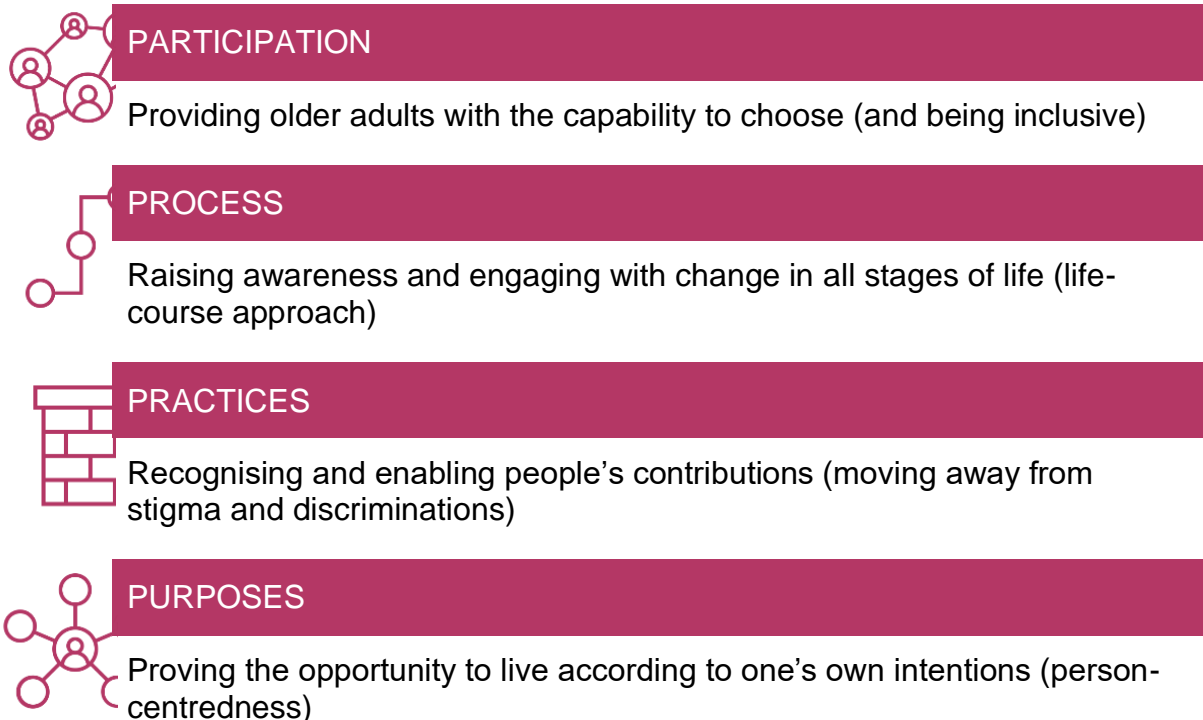 PARTICIPATION
Providing older adults with the capability to choose (and being inclusive)
PROCESS
Raising awareness and engaging with change in all stages of life (life-
course approach)
PRACTICES
Recognising and enabling people’s contributions (moving away from
stigma and discriminations)
PURPOSES
Proving the opportunity to live according to one’s own intentions (person-
centredness)